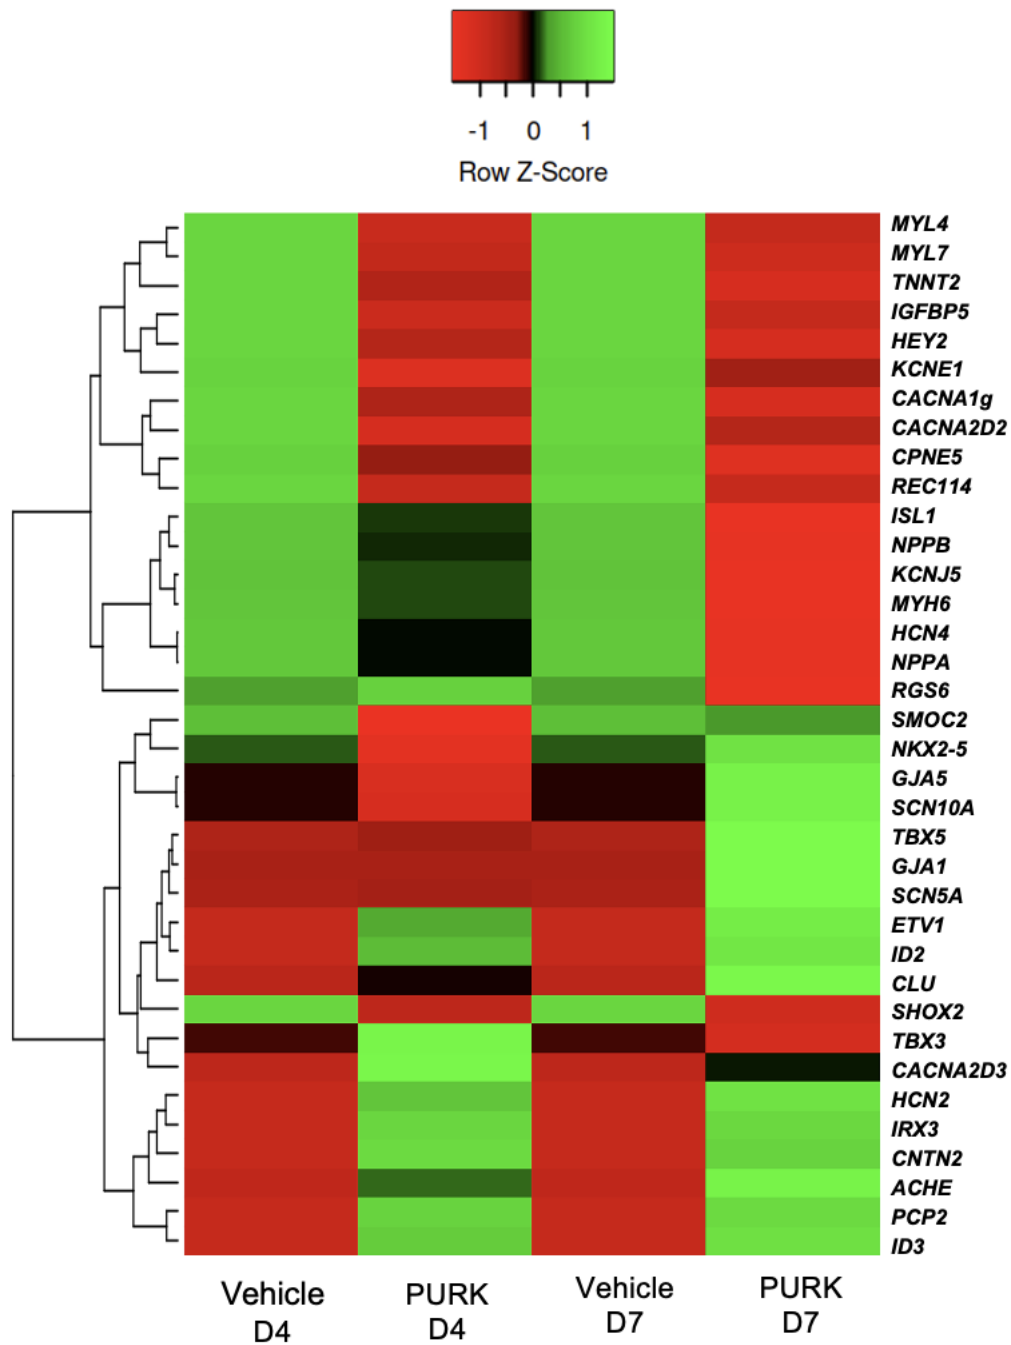 -1 0 1
Row Z-Score
MYL4
MYL7
TNNT2
IGFBP5
HEY2
KCNE1
CACNA1g
CACNA2D2
CPNE5
REC114
ISL1
NPPB
KCNJ5
MYH6
HCN4
NPPA
RGS6
SMOC2
NKX2-5
GJA5
SCN10A
TBX5
GJA1
SCN5A
ETV1
ID2
CLU
SHOX2
TBX3
CACNA2D3
HCN2
IRX3
CNTN2
ACHE
PCP2
ID3
Vehicle PURK Vehicle PURK
D4 D4 D7 D7